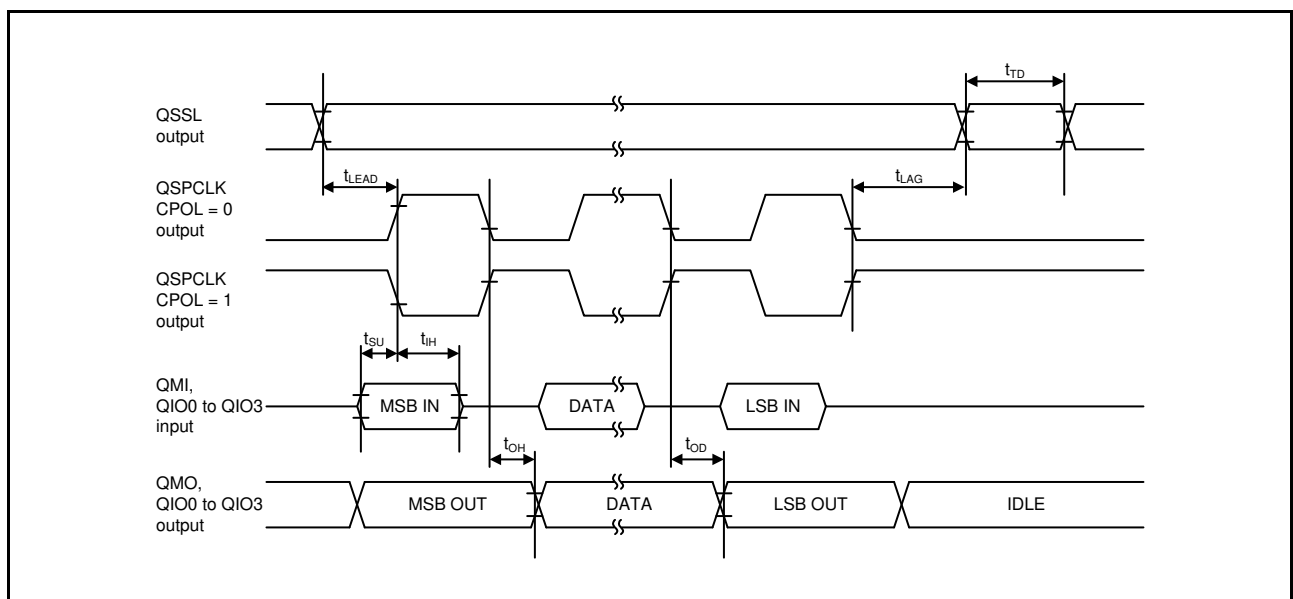 tTD
QSSL
output
tLEAD
tLAG
QSPCLK
CPOL = 0
output
QSPCLK
CPOL = 1
output
tSU
tIH
QMI,
QIO0 to QIO3
input
MSB IN
DATA
LSB IN
tOH
tOD
QMO,
QIO0 to QIO3
output
MSB OUT
DATA
LSB OUT
IDLE